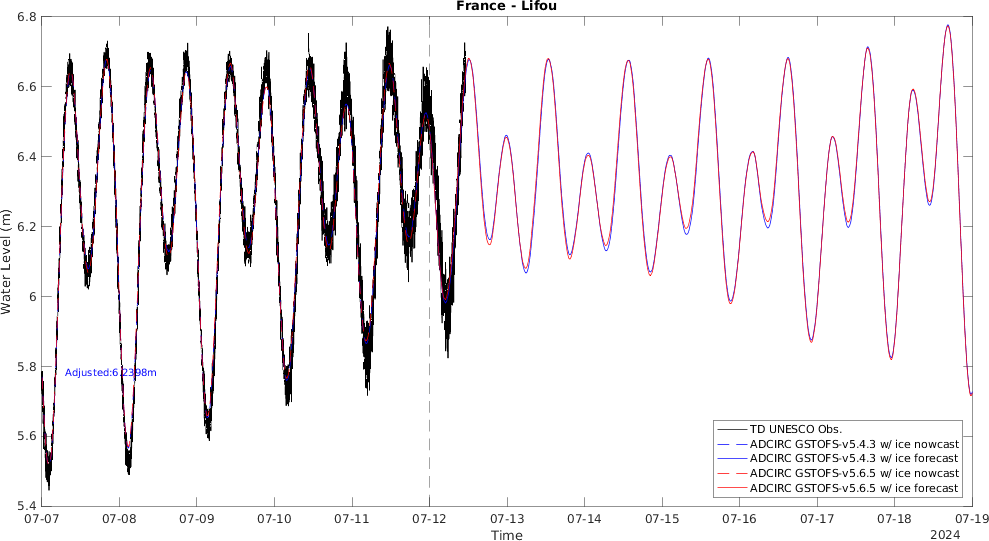 France - Lifou
Water Level (m)
6.8
6.6
6.4
6.2
6
5.8
5.6
5.4
Adjusted:6.2398m
TD UNESCO Obs.
ADCIRC GSTOFS-v5.4.3 w/ ice nowcast
ADCIRC GSTOFS-v5.4.3 w/ ice forecast
ADCIRC GSTOFS-v5.6.5 w/ ice nowcast
ADCIRC GSTOFS-v5.6.5 w/ ice forecast
07-07 07-08 07-09 07-10 07-11 07-12 07-13 07-14 07-15 07-16 07-17 07-18 07-19
Time
2024